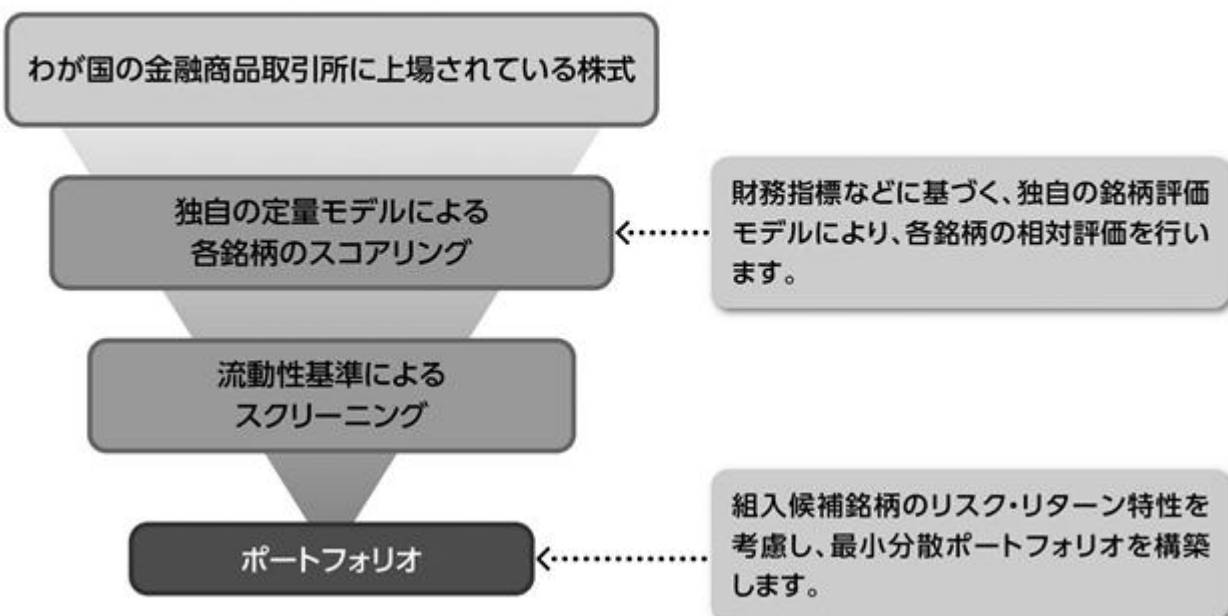 わが国の金融商品取引所に上場されている株式
独自の定量モデルによる
各銘柄のスコアリング
財務指標などに基づく、独自の銘柄評価
モデルにより、各銘柄の相対評価を行い
ます。
流動性基準による
スクリーニング
ポートフォリオ
組入候補銘柄のリスク・リターン特性を
考慮し、最小分散ポートフォリオを構築
します。